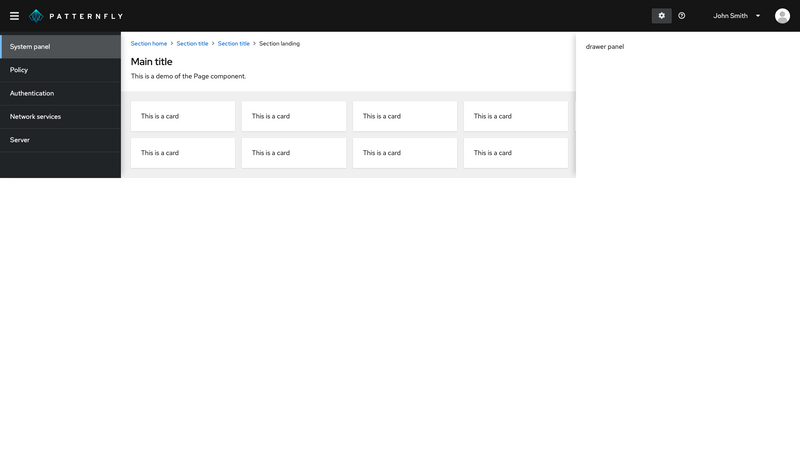 PATTERNFLY
John Smith
System panel
Policy
Authentication
Network services
Server
Section home > Section title > Section title > Section landing
Main title
This is a demo of the Page component.
This is a card This is a card This is a card This is a card
This is a card This is a card This is a card This is a card
drawer panel